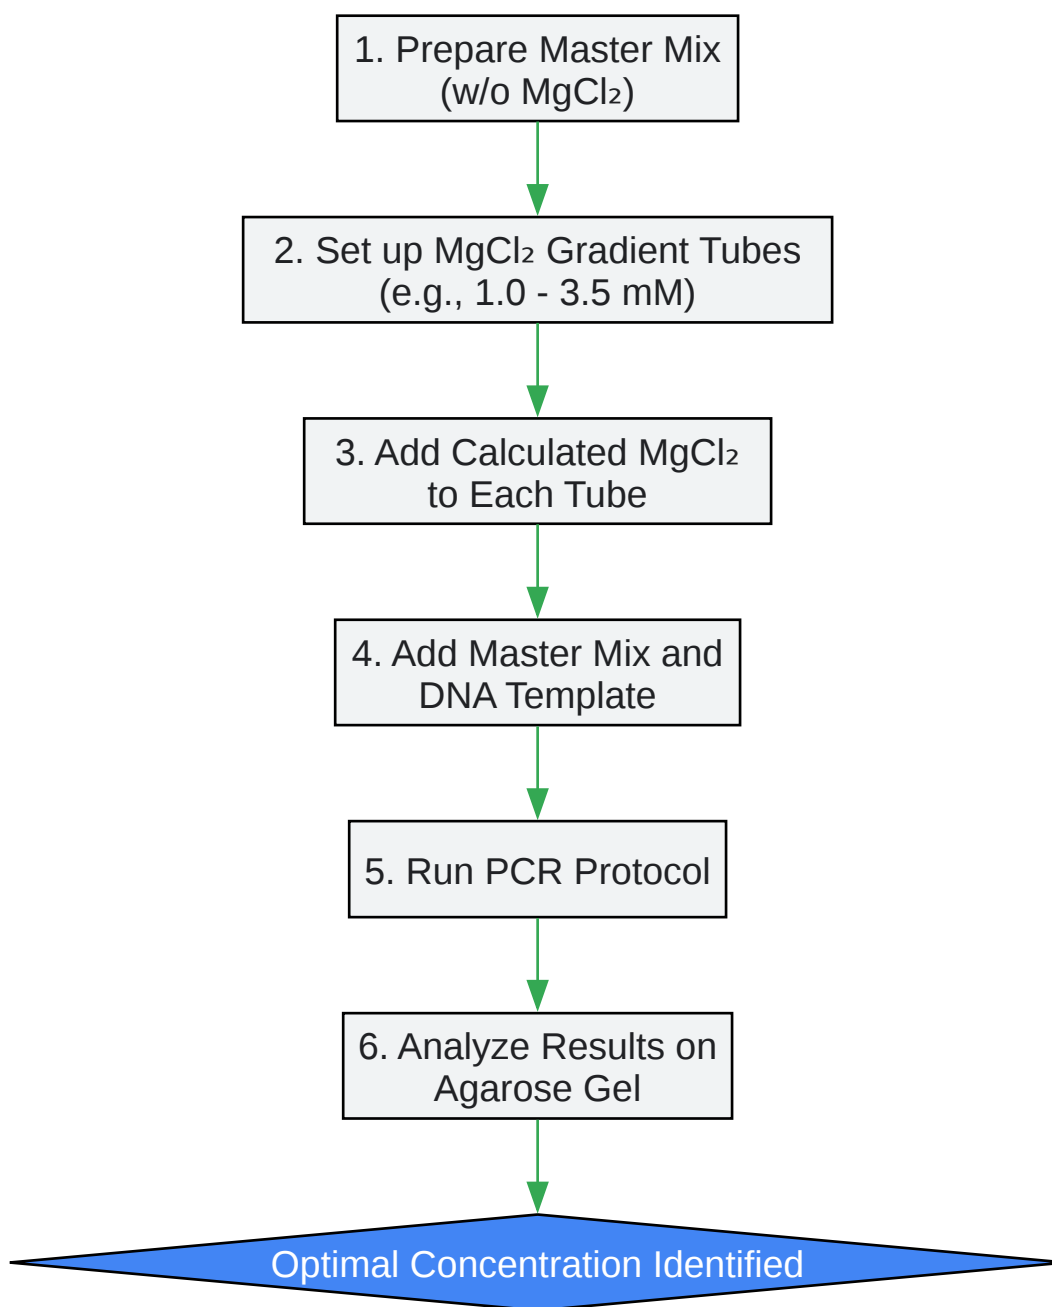 1. Prepare Master Mix
(w/o MgCl₂)
2. Set up MgCl₂ Gradient Tubes
(e.g., 1.0 - 3.5 mM)
3. Add Calculated MgCl₂
to Each Tube
4. Add Master Mix and
DNA Template
5. Run PCR Protocol
6. Analyze Results on
Agarose Gel
Optimal Concentration Identified